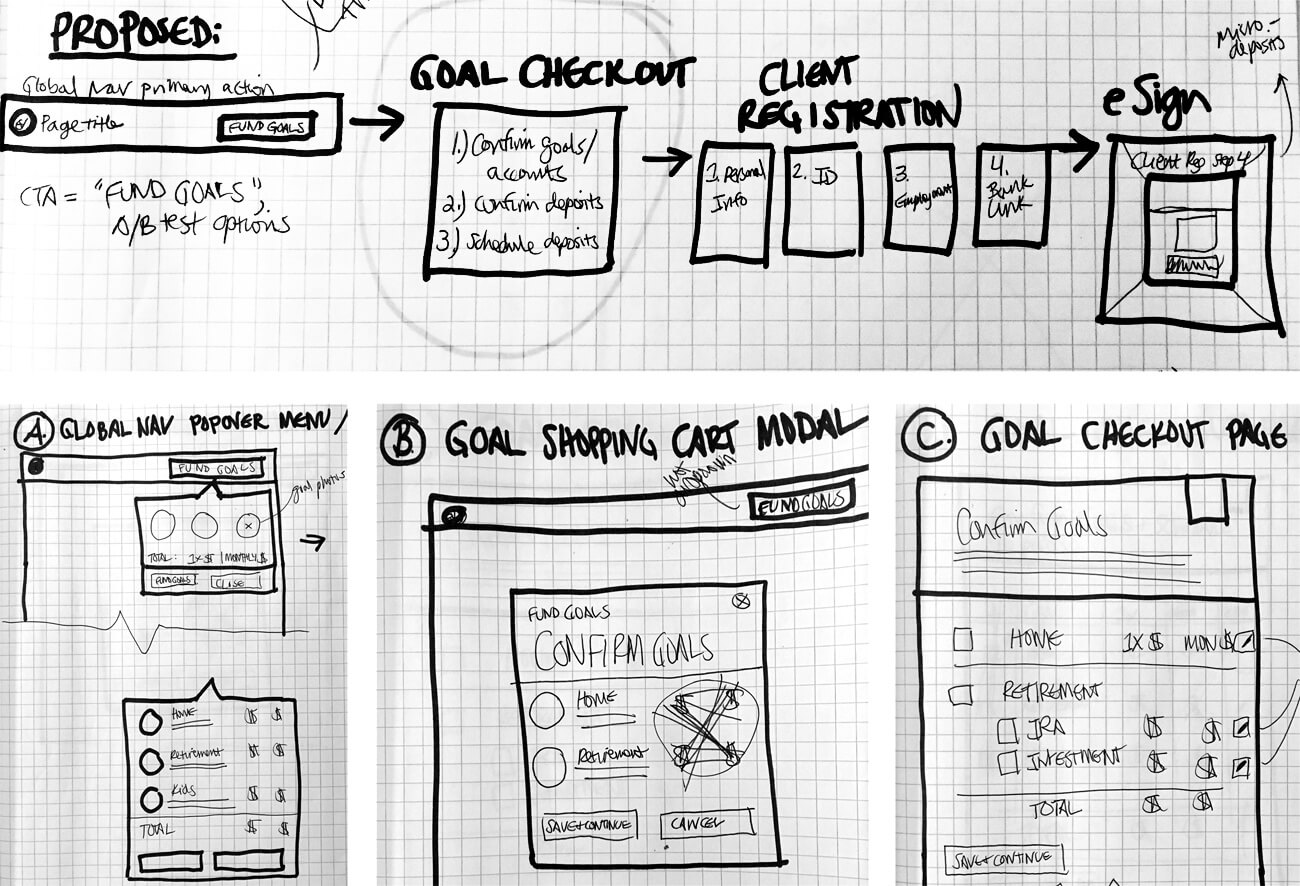 PROPOSED:
Global Nav primary action
Page title
FUND GOALS
CTA = "FUND GOALS",
A/B test options
GOAL CHECKOUT
1.) Confirm goals/
accounts
2.) Confirm deposits
3.) Schedule deposits
CLIENT
REGISTRATION
1. Personal
Info
2. ID
3.
Employment
4.
Bank
Link
eSign
Client Reg Step 4
Micro-
deposits
A. GLOBAL NAV POPOVER MENU/
FUND GOALS
goal photos
TOTAL: 1X $ | MONTHLY $
FUND GOALS
CLOSE
Home $ $
Retirement $ $
Kids $ $
TOTAL $ $
B. GOAL SHOPPING CART MODAL
Not
FUND GOALS
FUND GOALS
CONFIRM GOALS
HOME $ $
Retirement $ $
SAVE+CONTINUE
CANCEL
C. GOAL CHECKOUT PAGE
Confirm Goals
HOME 1X $ MON $
RETIREMENT
IRA $ $
INVESTMENT $ $
TOTAL $ $
SAVE+CONTINUE